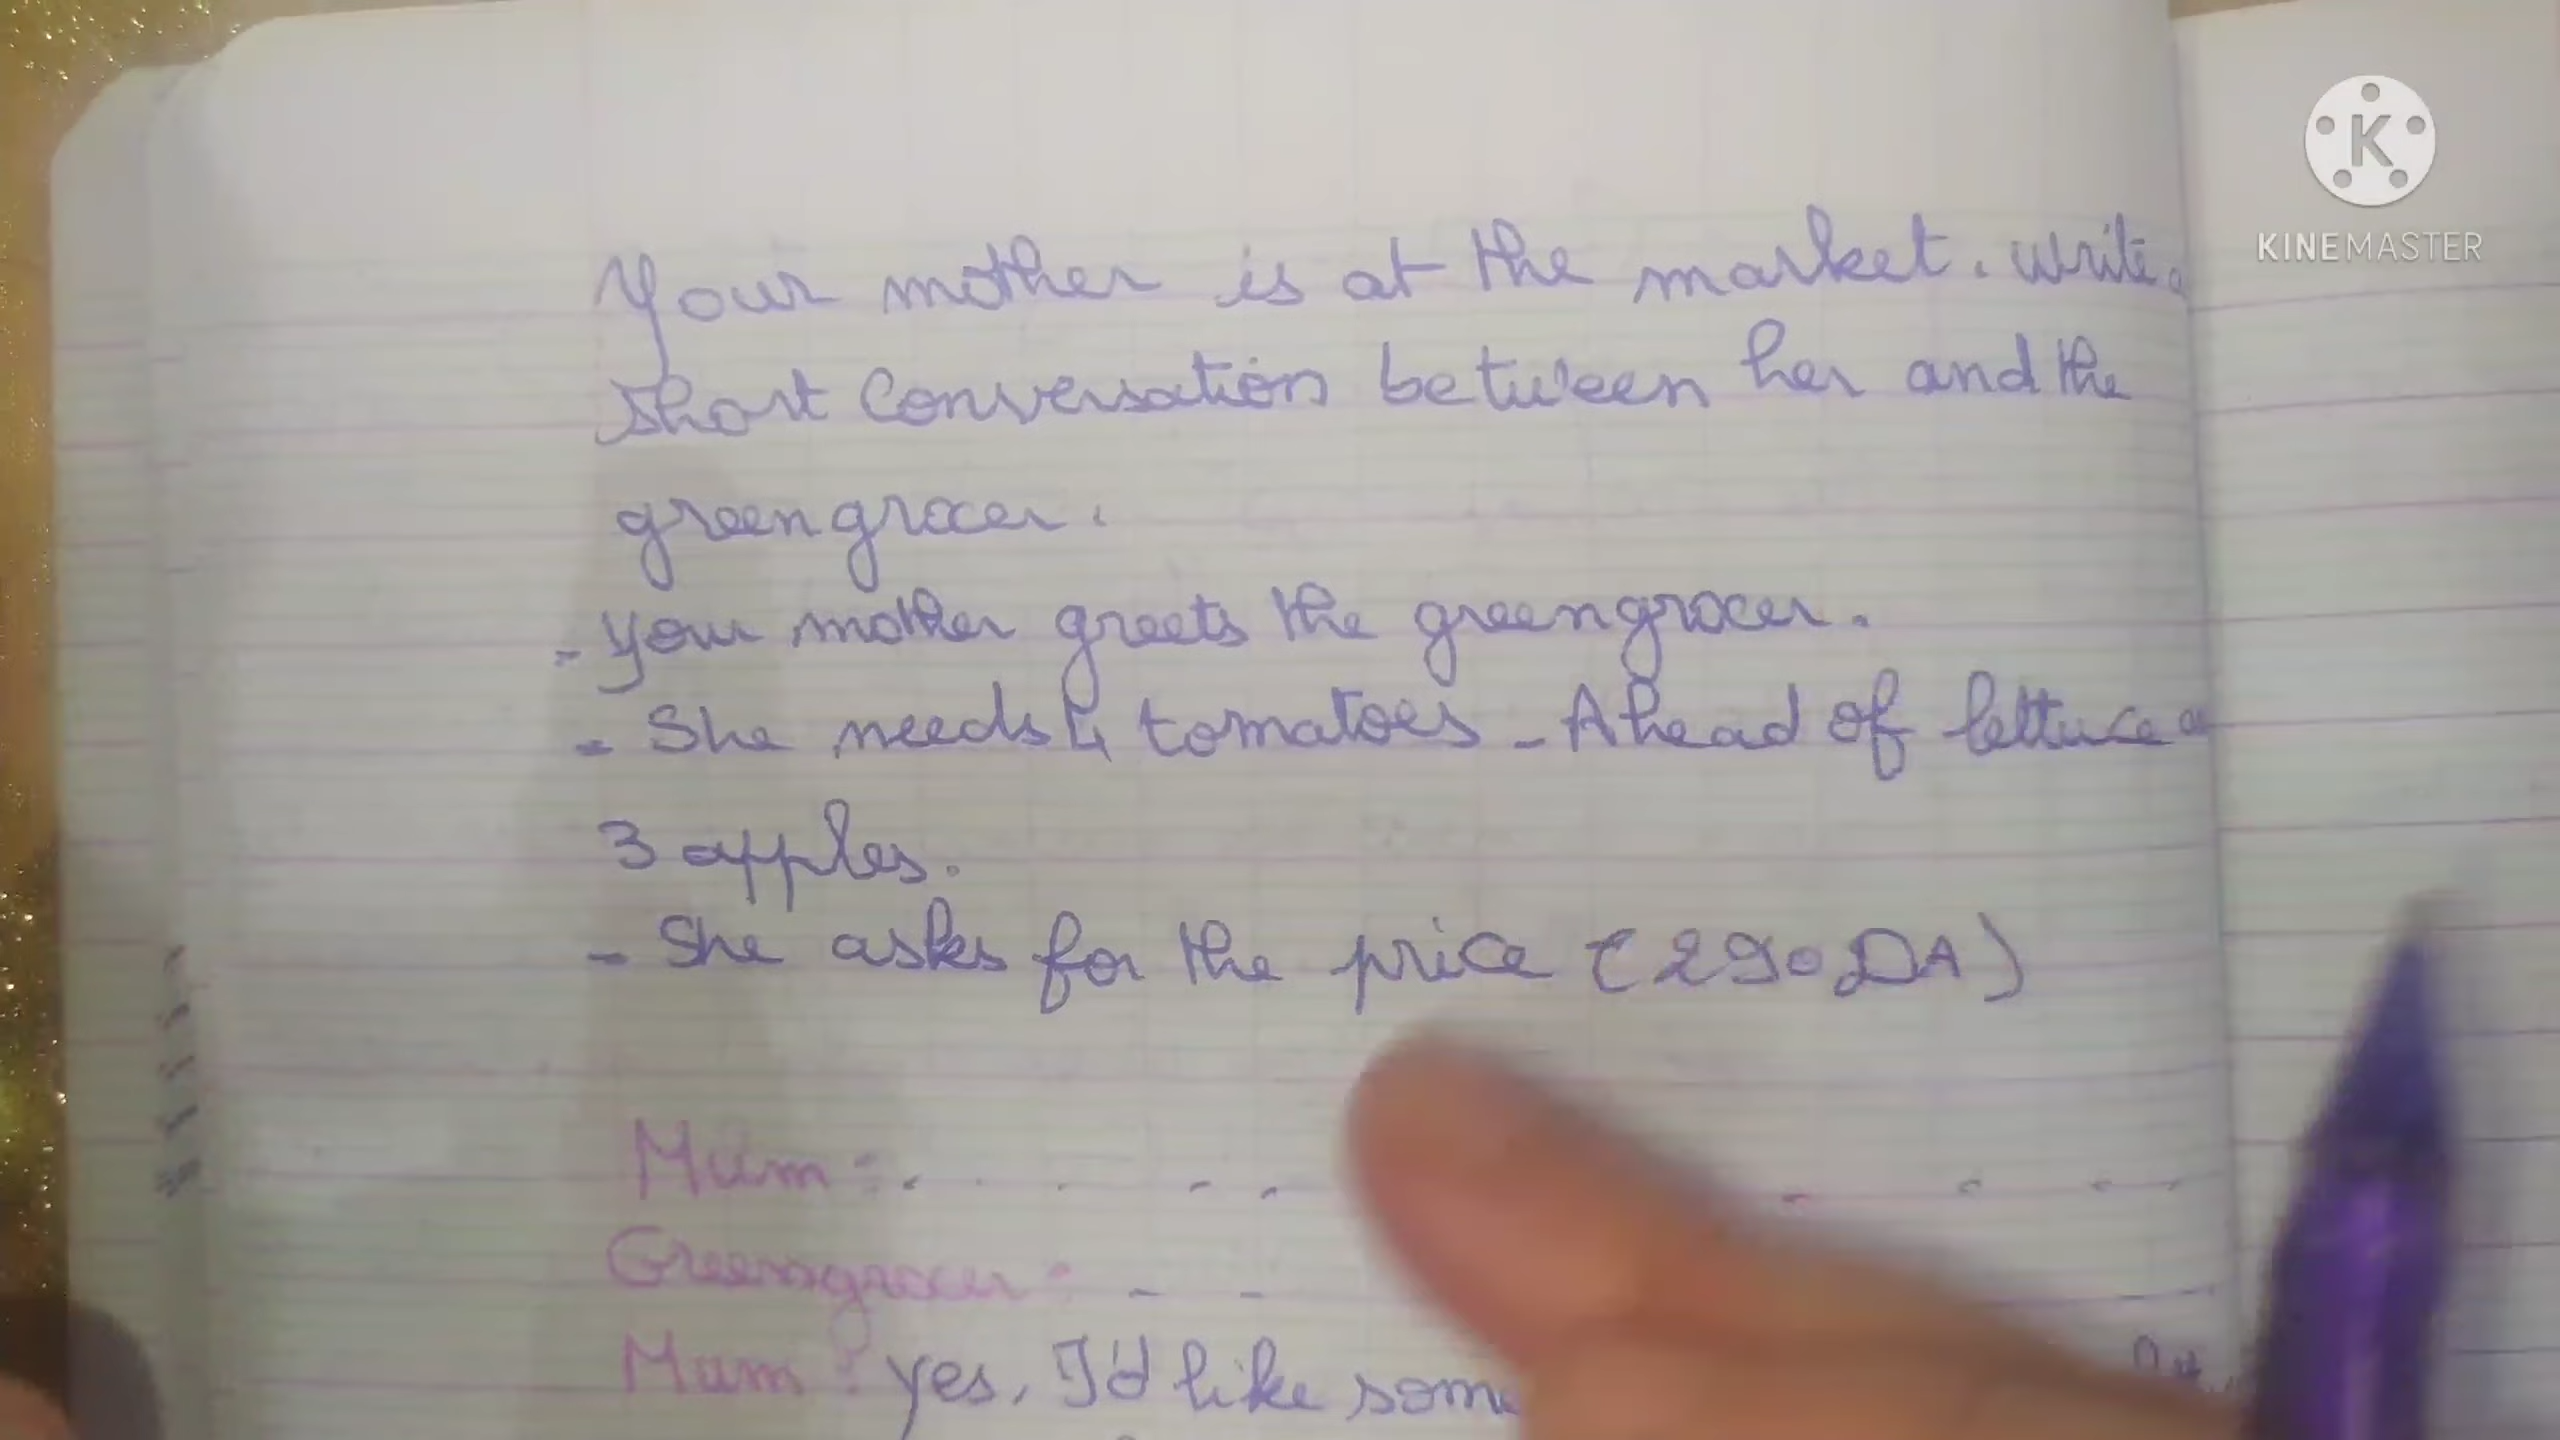 K
KINEMASTER
Your mother is at the market. write a
short Conversation between her and the
greengrocer.
- your mother greets the greengrocer.
- She needs 4 tomatoes - A head of lettuce
3 apples.
- She asks for the price (290DA)
Mum : . . . - - - - - -
Greengrocer : - -
Mum : yes, I'd like some